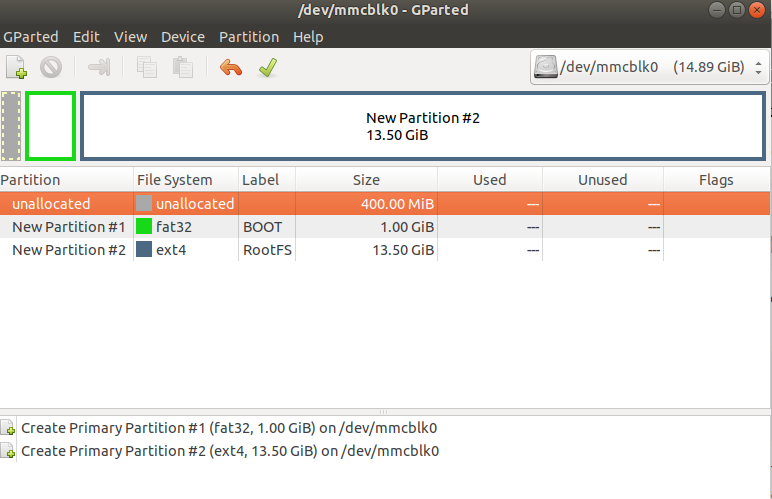 /dev/mmcblk0 - GParted
GParted Edit View Device Partition Help
/dev/mmcblk0 (14.89 GiB)
New Partition #2
13.50 GiB
Partition File System Label Size Used Unused Flags
unallocated unallocated 400.00 MiB --- ---
New Partition #1 fat32 BOOT 1.00 GiB --- ---
New Partition #2 ext4 RootFS 13.50 GiB --- ---
Create Primary Partition #1 (fat32, 1.00 GiB) on /dev/mmcblk0
Create Primary Partition #2 (ext4, 13.50 GiB) on /dev/mmcblk0